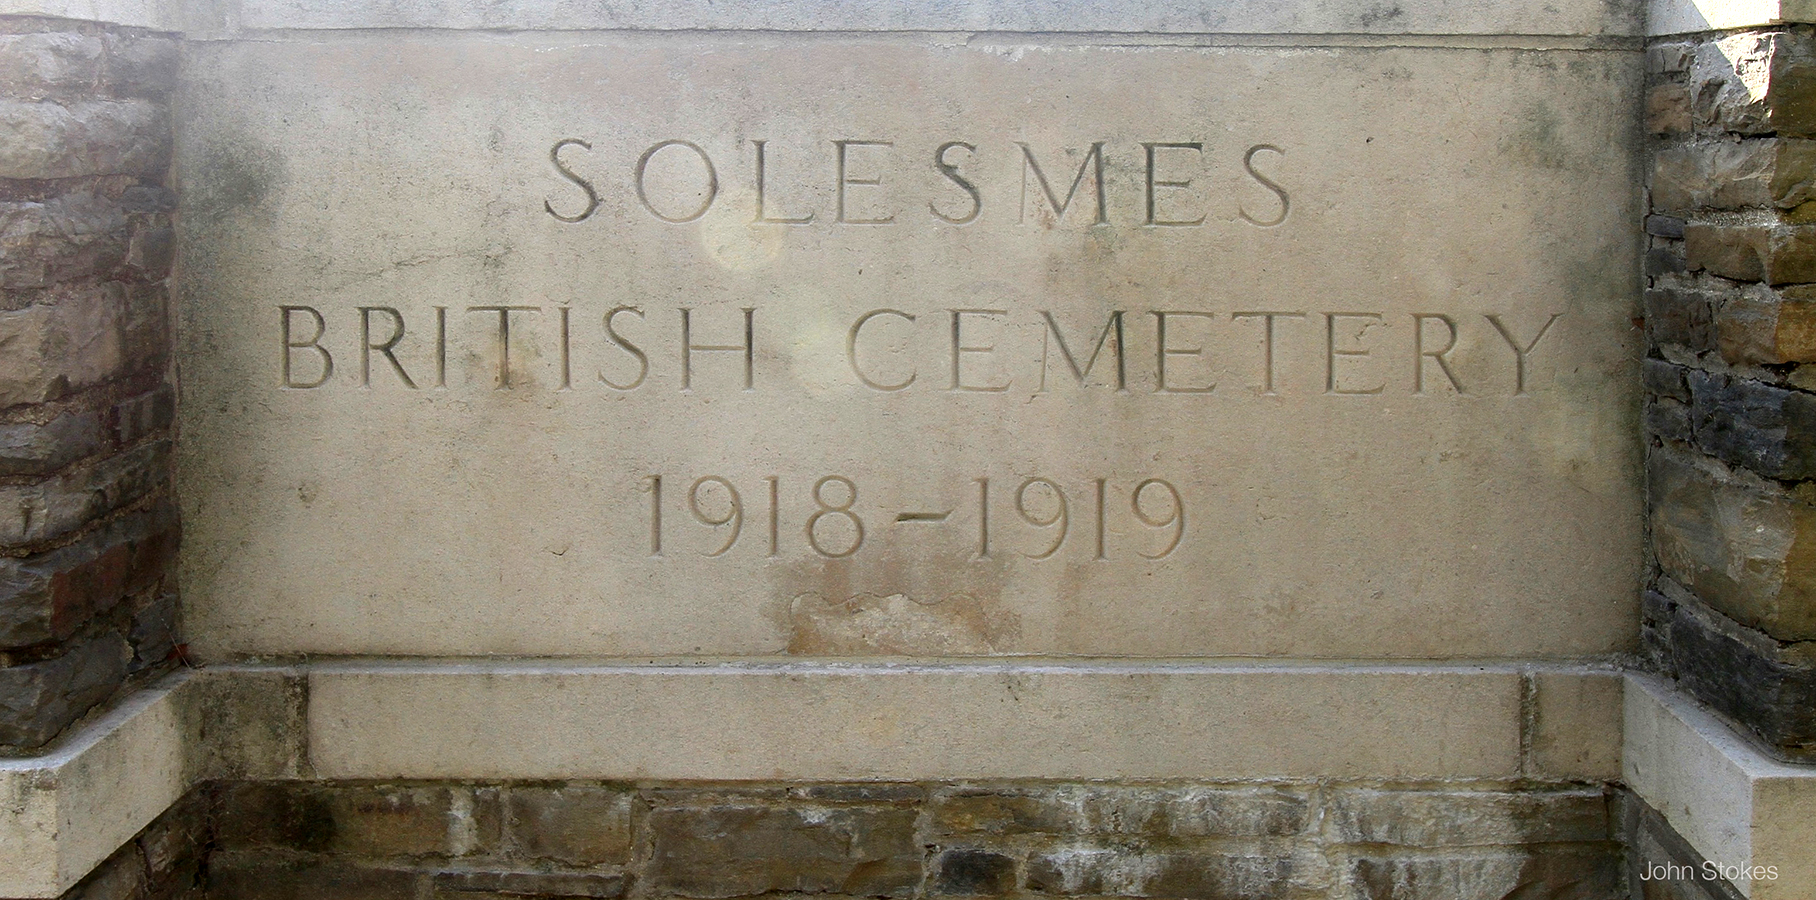 SOLESMES
BRITISH CEMETERY
1918-1919
John Stokes